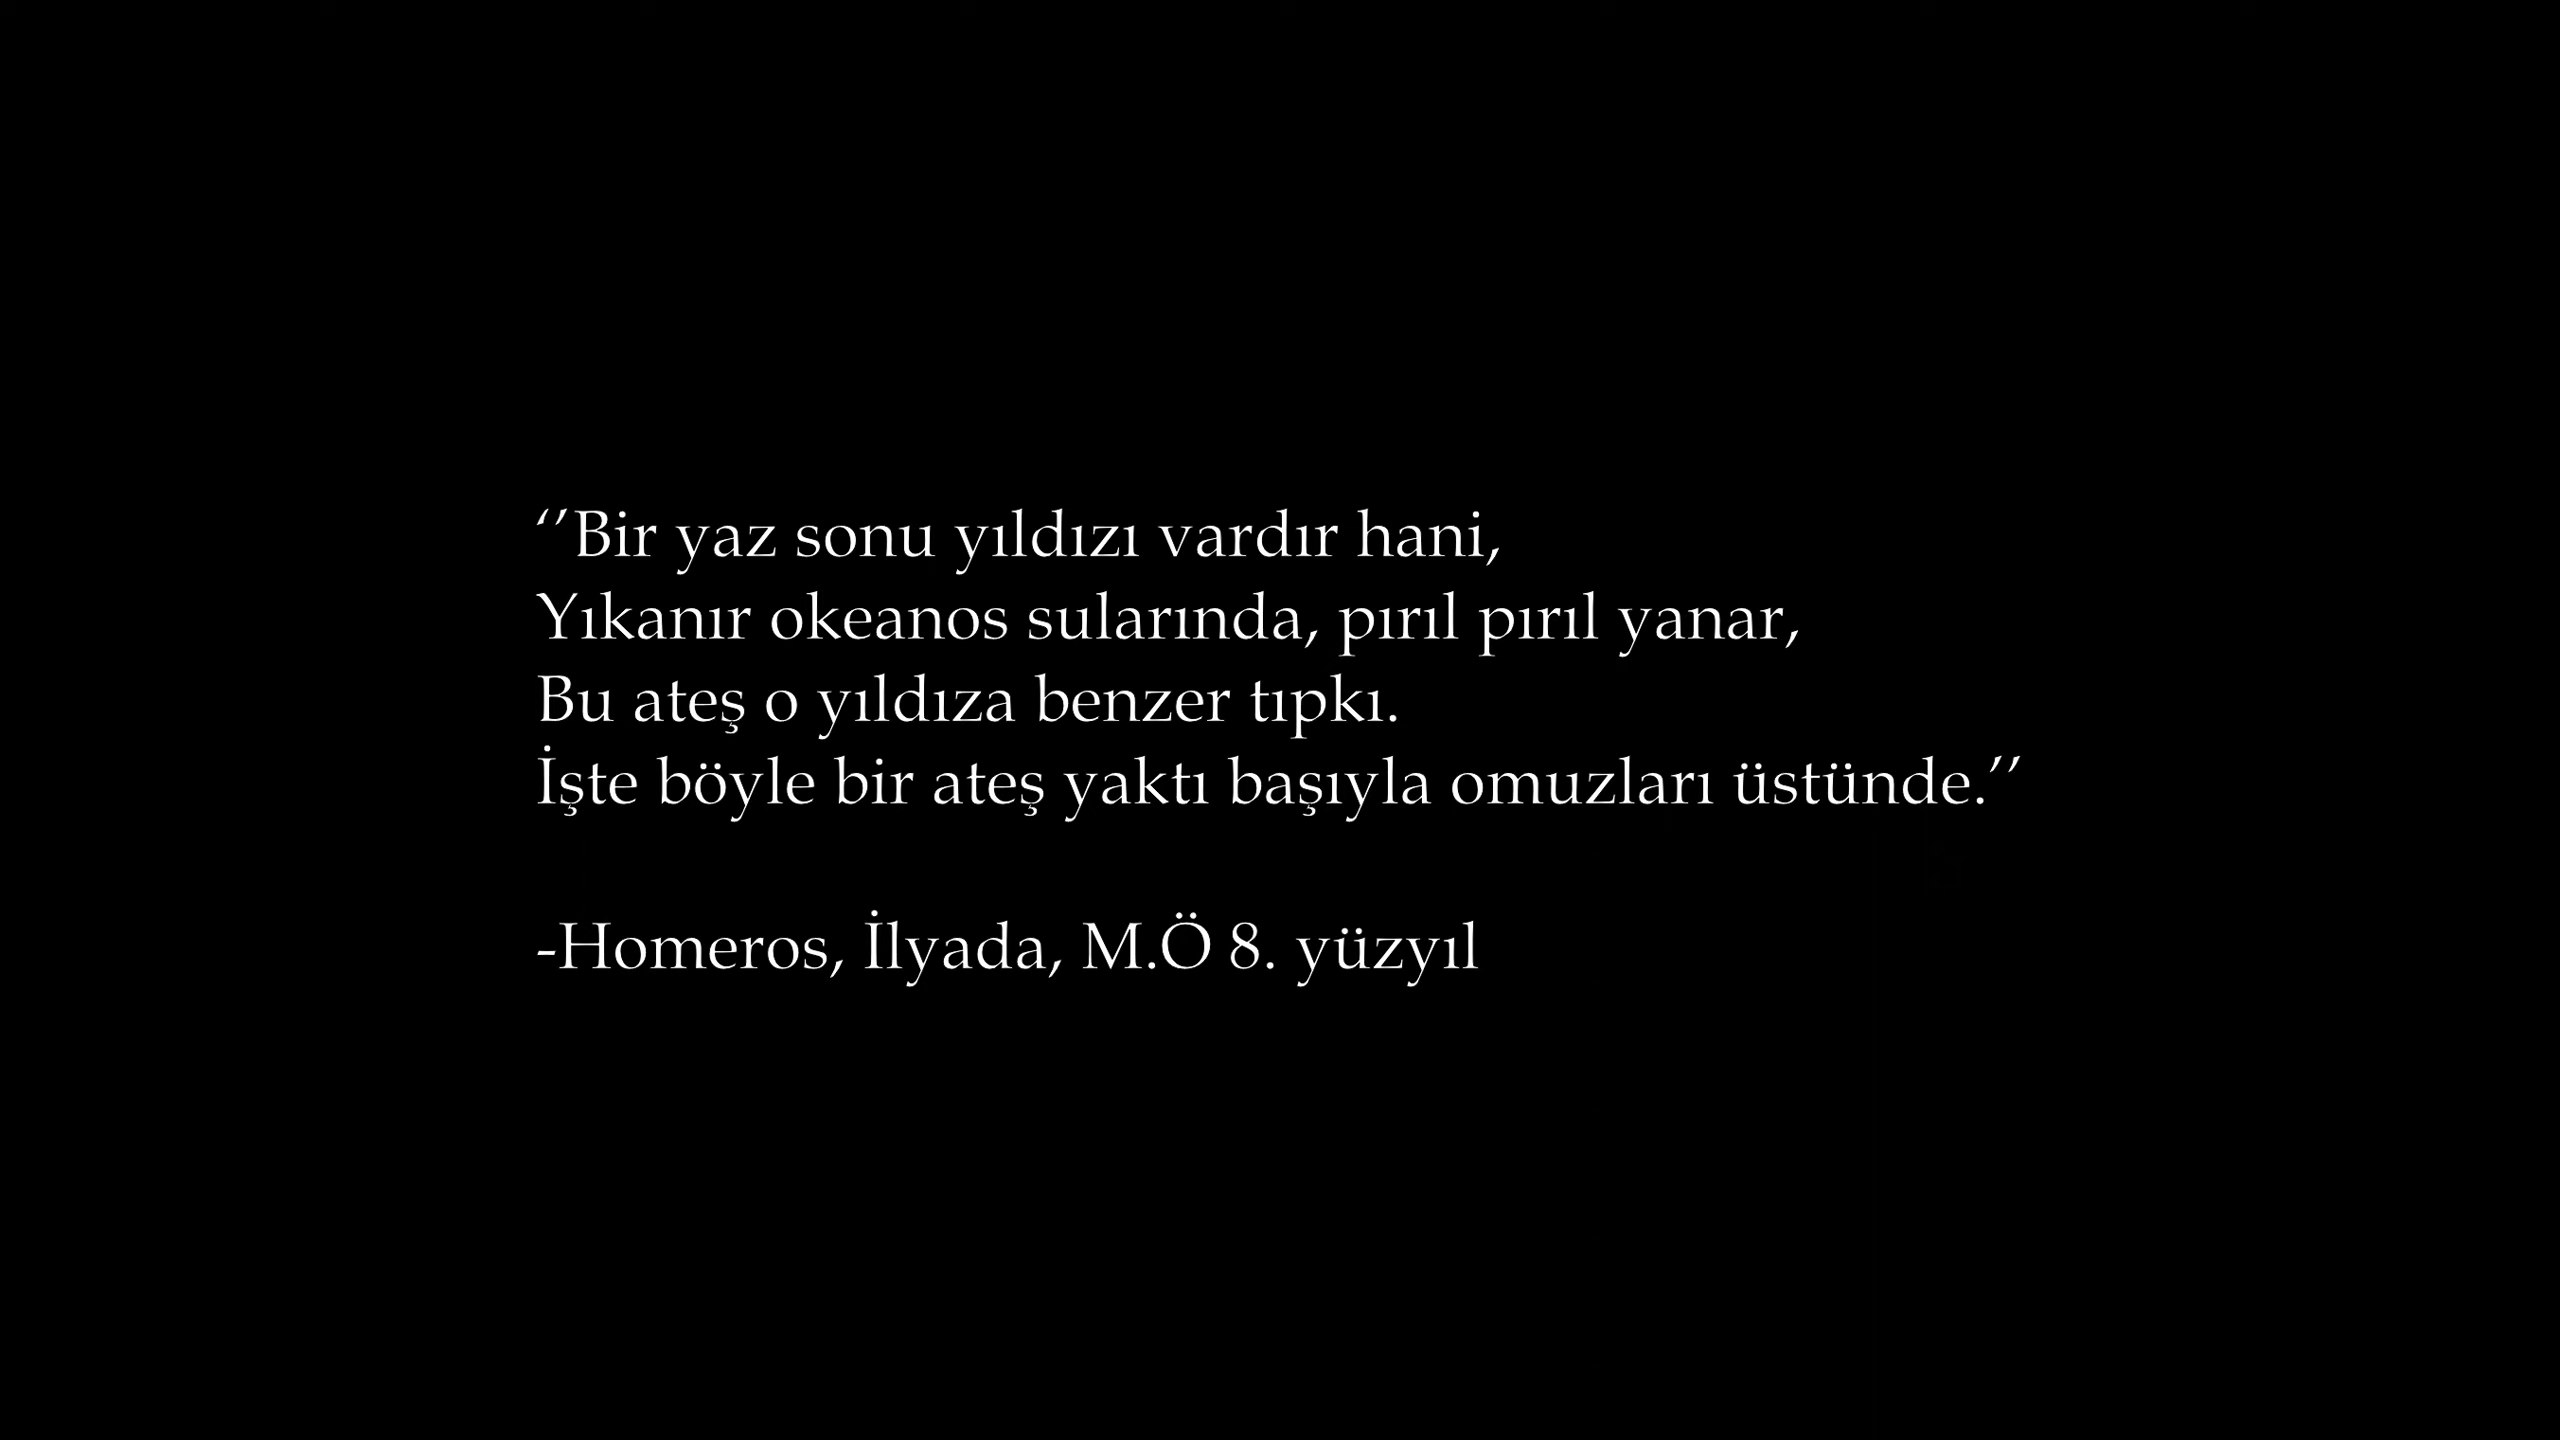 ‘’Bir yaz sonu yıldızı vardır hani,
Yıkanır okeanos sularında, pırıl pırıl yanar,
Bu ateş o yıldıza benzer tıpkı.
İşte böyle bir ateş yaktı başıyla omuzları üstünde.’’
-Homeros, İlyada, M.Ö 8. yüzyıl